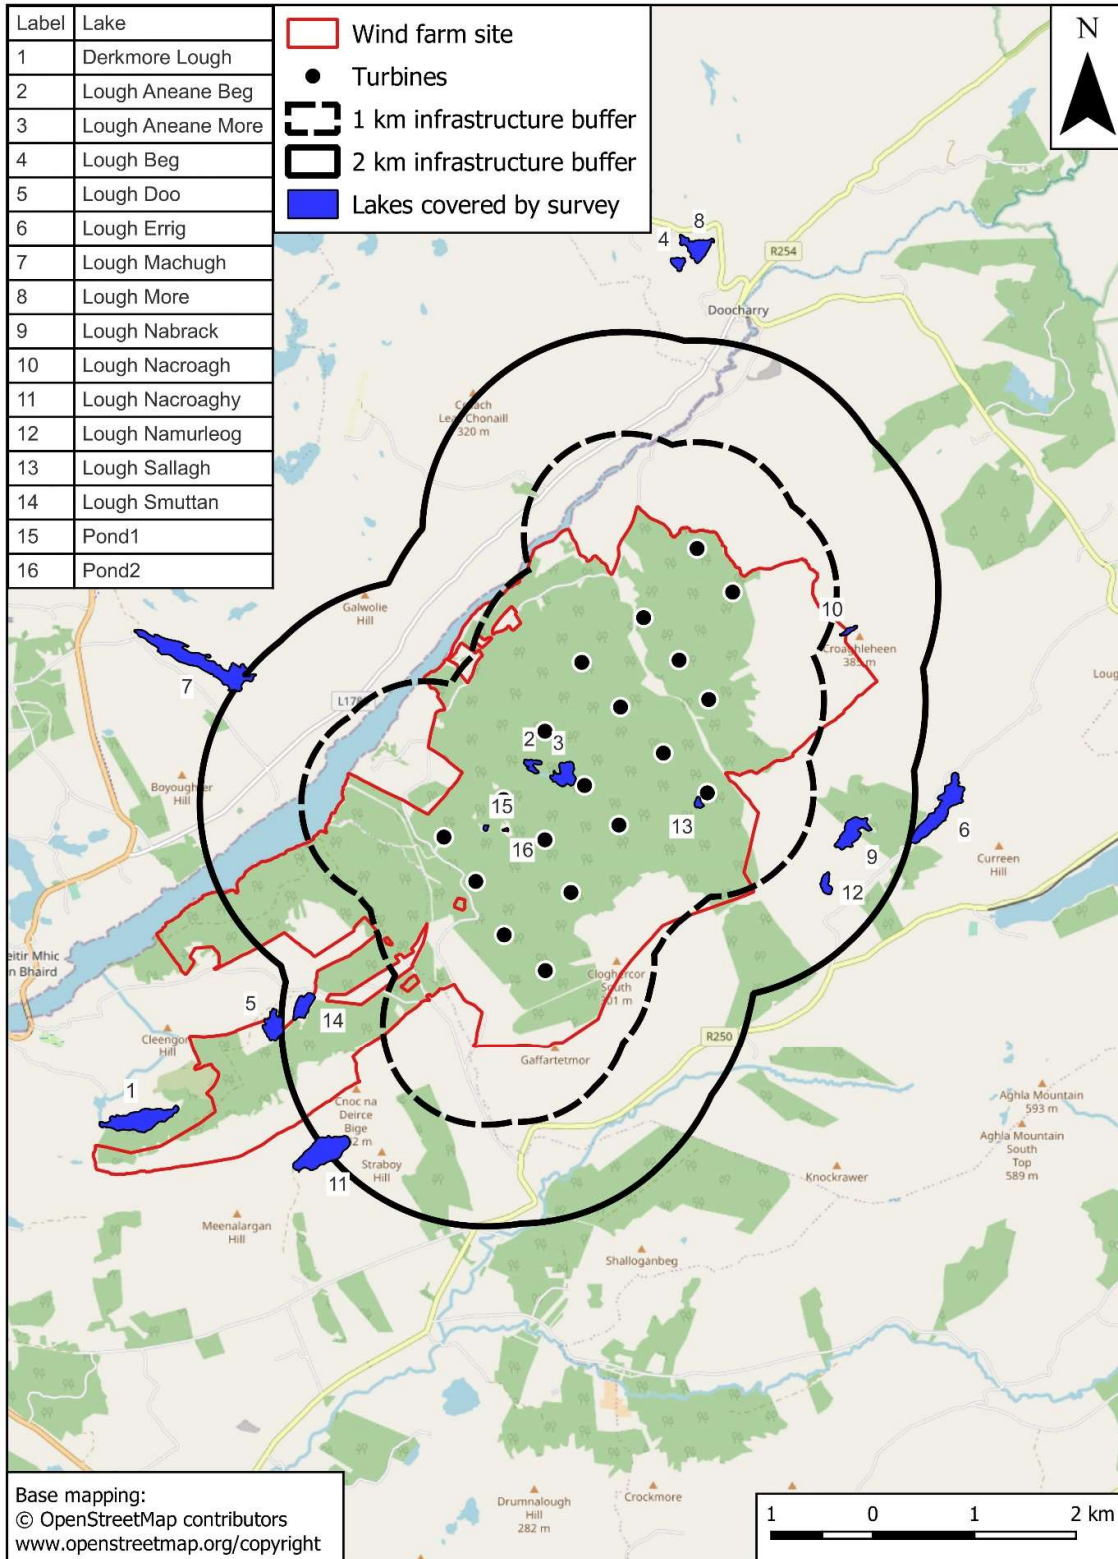 Label Lake
1 Derkmore Lough
2 Lough Aneane Beg
3 Lough Aneane More
4 Lough Beg
5 Lough Doo
6 Lough Errig
7 Lough Machugh
8 Lough More
9 Lough Nabrack
10 Lough Nacroagh
11 Lough Nacroaghy
12 Lough Namurleog
13 Lough Sallagh
14 Lough Smuttan
15 Pond1
16 Pond2
Wind farm site
Turbines
1 km infrastructure buffer
2 km infrastructure buffer
Lakes covered by survey
N
4
8
R254
Doocharry
Leac Chonaill
320 m
Galwolie
Hill
10
Croaghleheen
385 m
7
Boyoughter
Hill
2
3
15
16
13
9
6
12
Curreen
Hill
eitir Mhic
n Bhaird
5
14
Cleengort
Hill
Cloghercor
South
301 m
R250
Gaffartetmor
1
Cnoc na
Deirce
Bige
2 m
Straboy
Hill
11
Aghla Mountain
593 m
Aghla Mountain
South
Top
589 m
Knockrawer
Meenalargan
Hill
Shalloganbeg
Drumnalough
Hill
282 m
Crockmore
Base mapping:
© OpenStreetMap contributors
www.openstreetmap.org/copyright
1 0 1 2 km